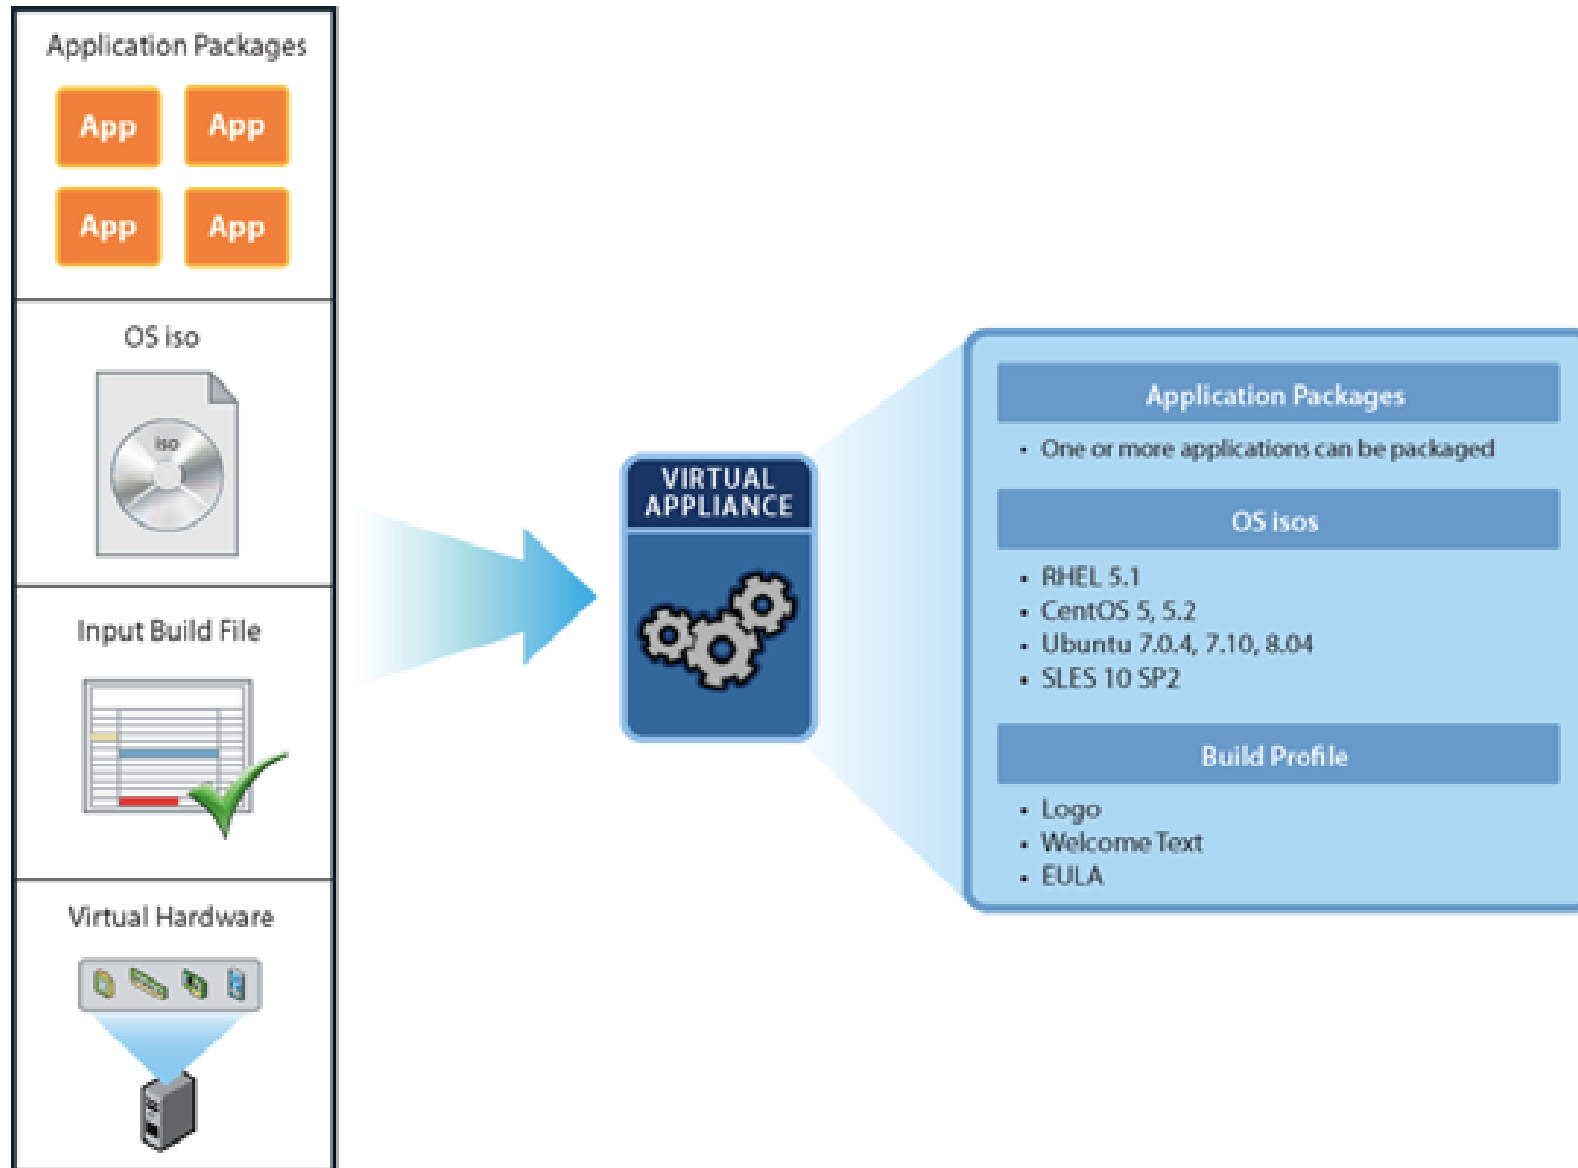 Application Packages
App
App
App
App
OS iso
iso
Input Build File
Virtual Hardware
VIRTUAL
APPLIANCE
Application Packages
• One or more applications can be packaged
OS isos
• RHEL 5.1
• CentOS 5, 5.2
• Ubuntu 7.0.4, 7.10, 8.04
• SLES 10 SP2
Build Profile
• Logo
• Welcome Text
• EULA